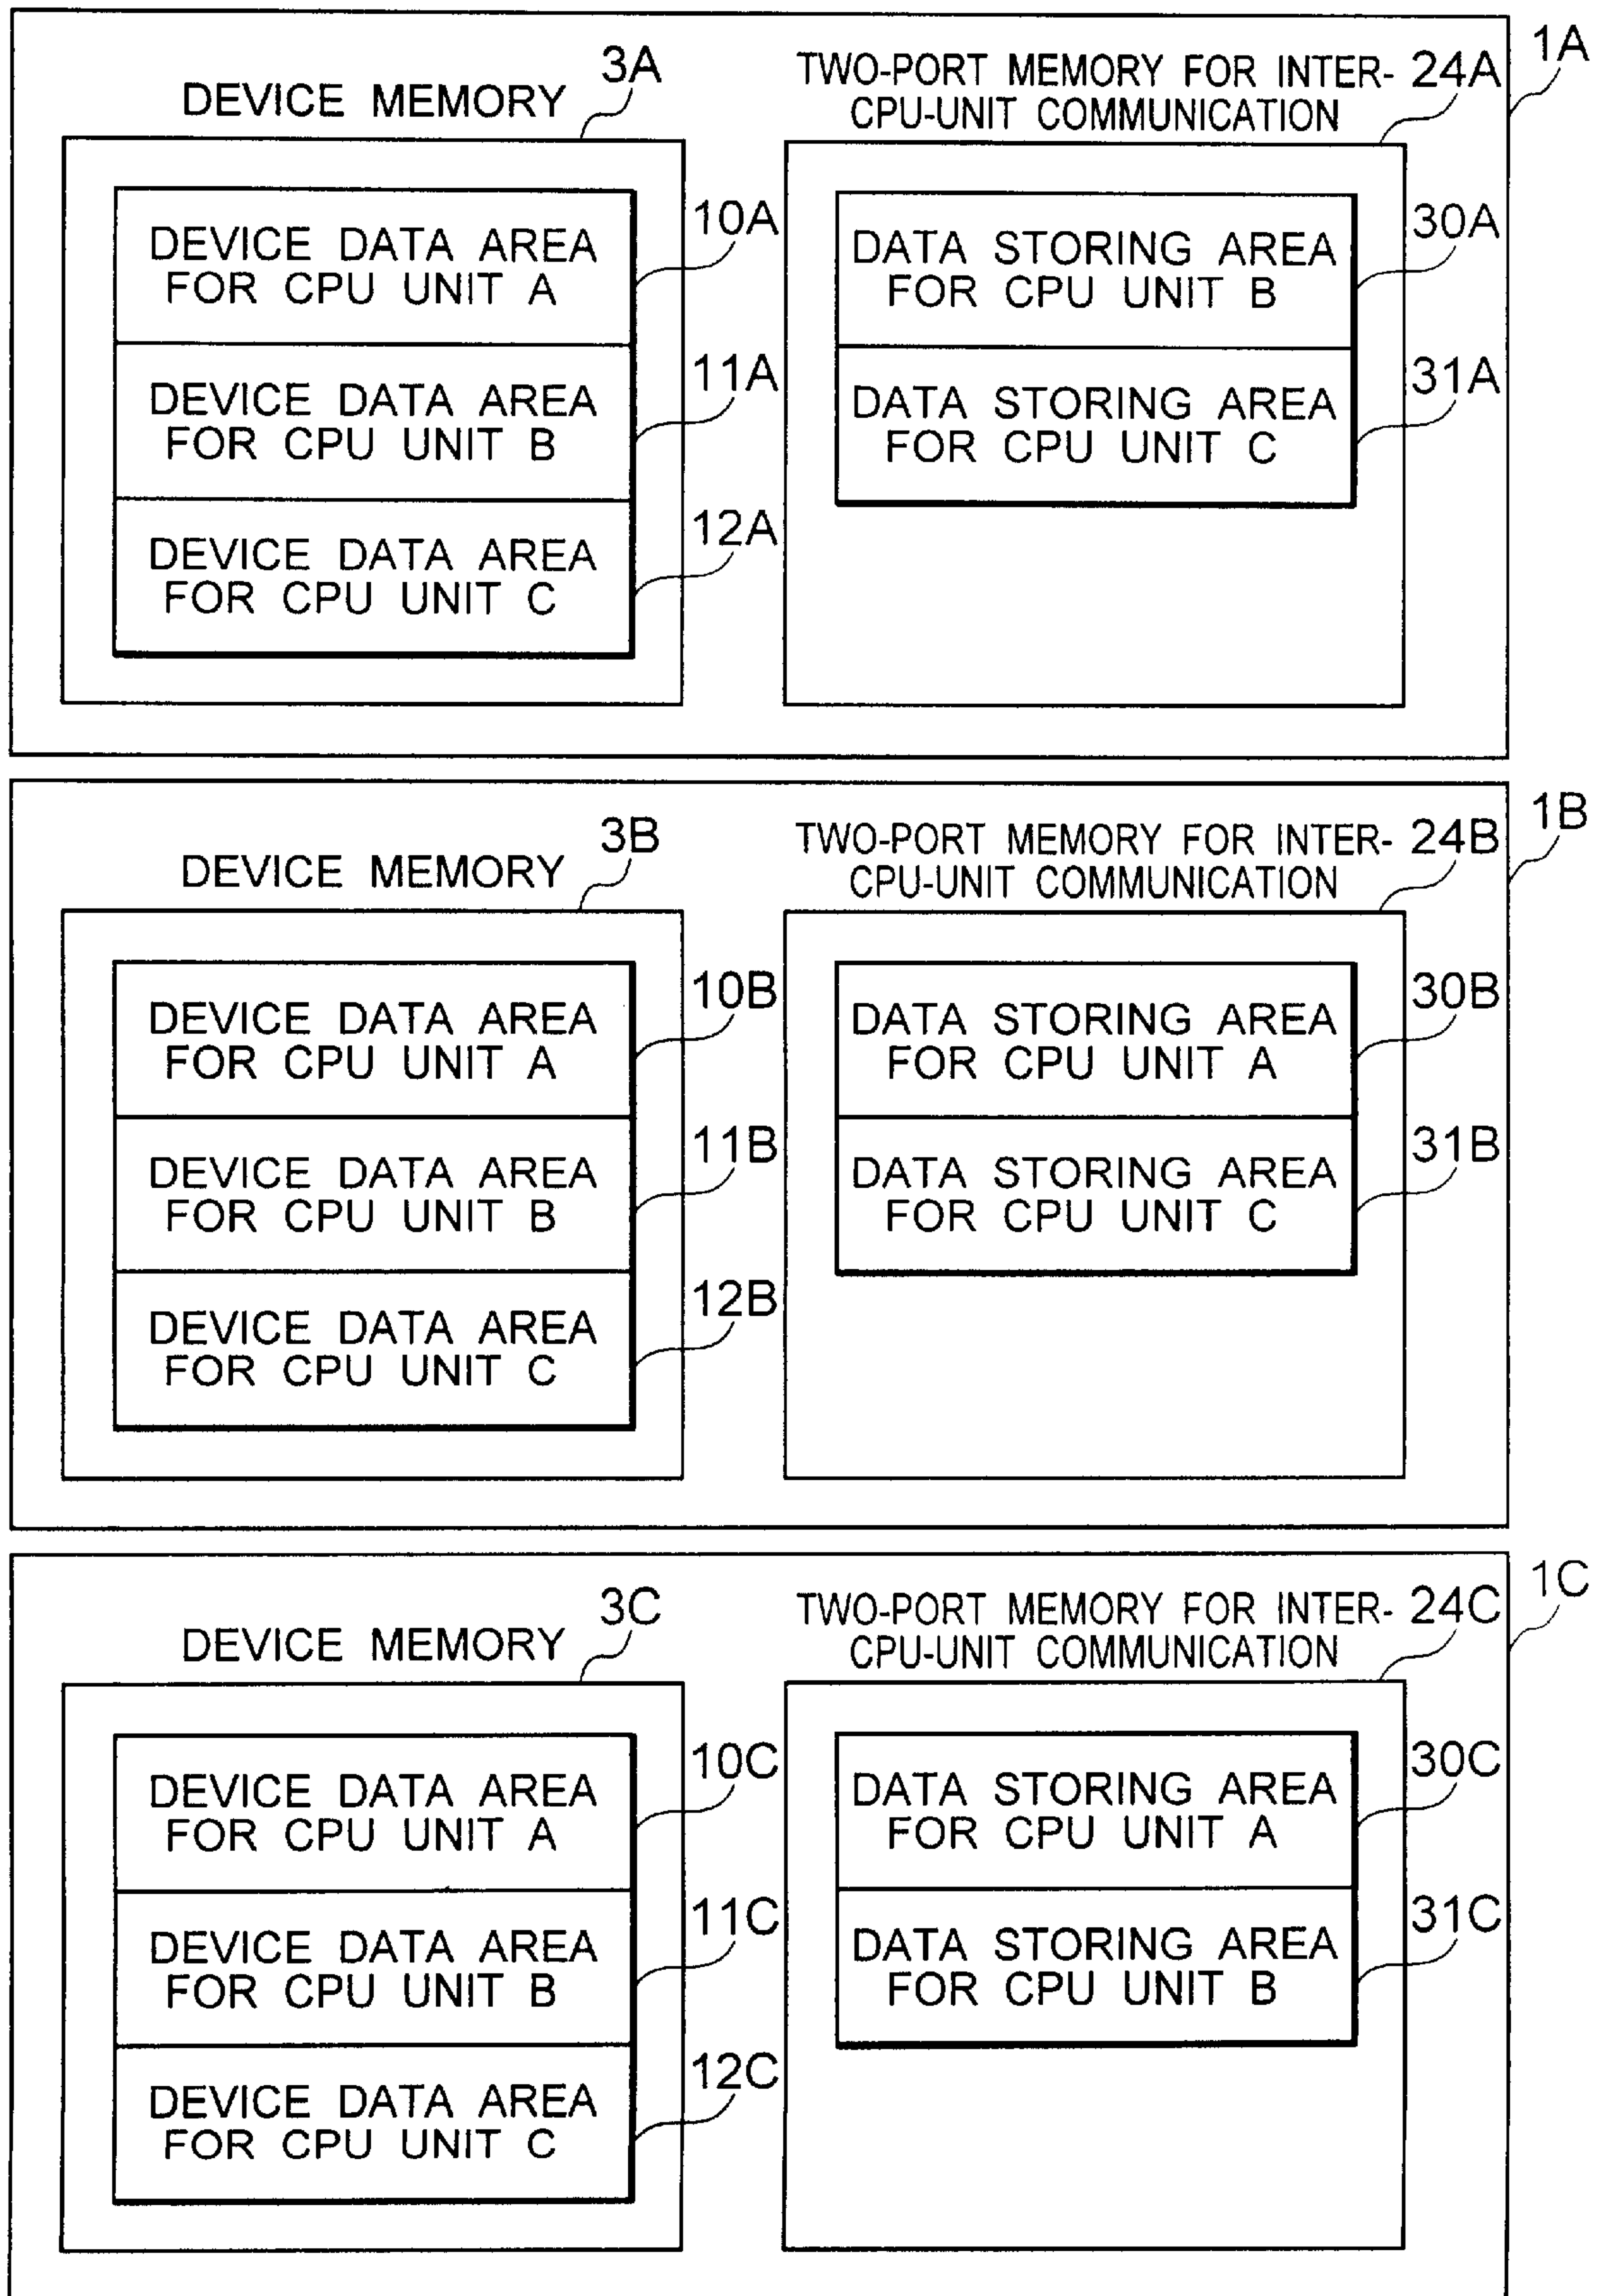 1A
3A
DEVICE MEMORY
TWO-PORT MEMORY FOR INTER-
CPU-UNIT COMMUNICATION
24A
DEVICE DATA AREA
FOR CPU UNIT A
10A
DEVICE DATA AREA
FOR CPU UNIT B
11A
DEVICE DATA AREA
FOR CPU UNIT C
12A
DATA STORING AREA
FOR CPU UNIT B
30A
DATA STORING AREA
FOR CPU UNIT C
31A
1B
3B
DEVICE MEMORY
TWO-PORT MEMORY FOR INTER-
CPU-UNIT COMMUNICATION
24B
DEVICE DATA AREA
FOR CPU UNIT A
10B
DEVICE DATA AREA
FOR CPU UNIT B
11B
DEVICE DATA AREA
FOR CPU UNIT C
12B
DATA STORING AREA
FOR CPU UNIT A
30B
DATA STORING AREA
FOR CPU UNIT C
31B
1C
3C
DEVICE MEMORY
TWO-PORT MEMORY FOR INTER-
CPU-UNIT COMMUNICATION
24C
DEVICE DATA AREA
FOR CPU UNIT A
10C
DEVICE DATA AREA
FOR CPU UNIT B
11C
DEVICE DATA AREA
FOR CPU UNIT C
12C
DATA STORING AREA
FOR CPU UNIT A
30C
DATA STORING AREA
FOR CPU UNIT B
31C